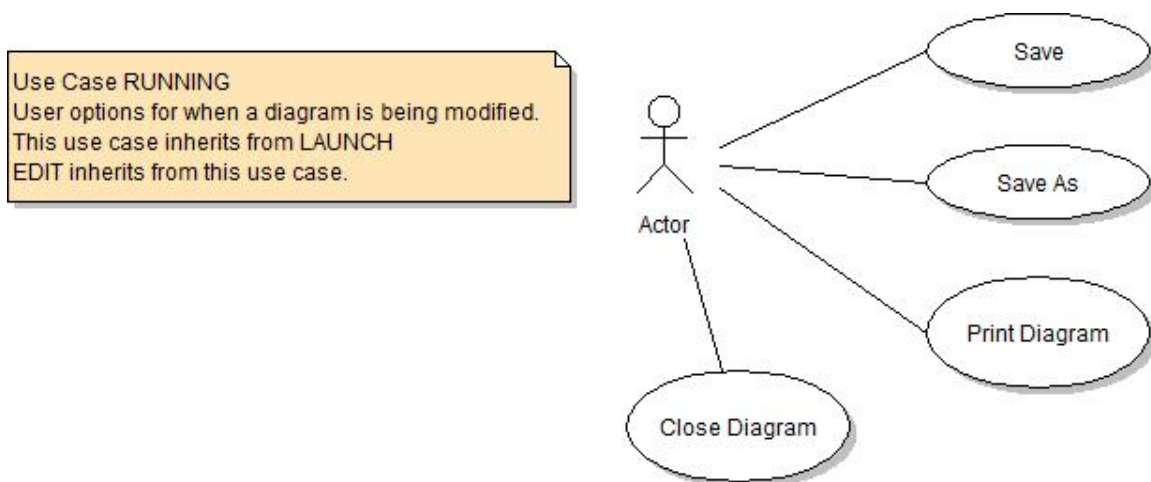 Use Case RUNNING
User options for when a diagram is being modified.
This use case inherits from LAUNCH
EDIT inherits from this use case.
Save
Save As
Actor
Print Diagram
Close Diagram